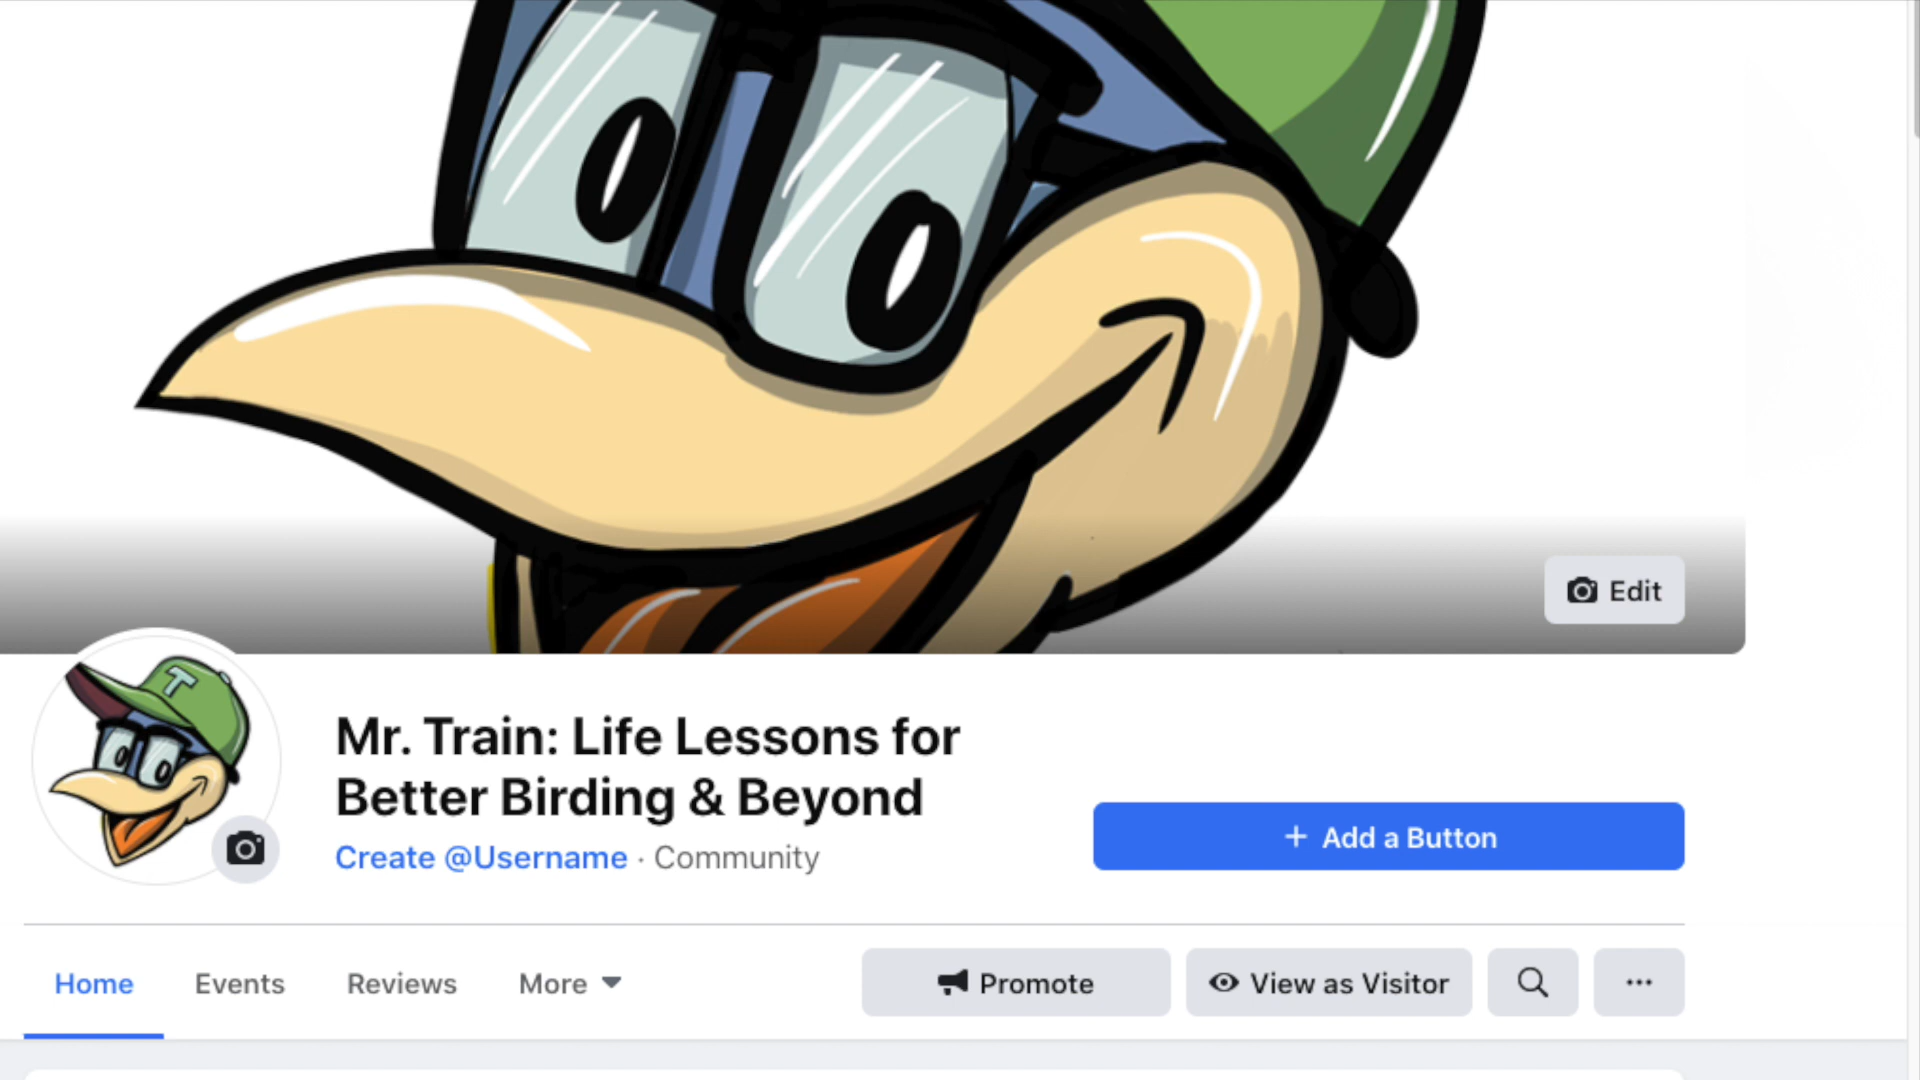 Edit
T
Mr. Train: Life Lessons for
Better Birding & Beyond
Create @Username · Community
+ Add a Button
Home Events Reviews More Promote View as Visitor ...